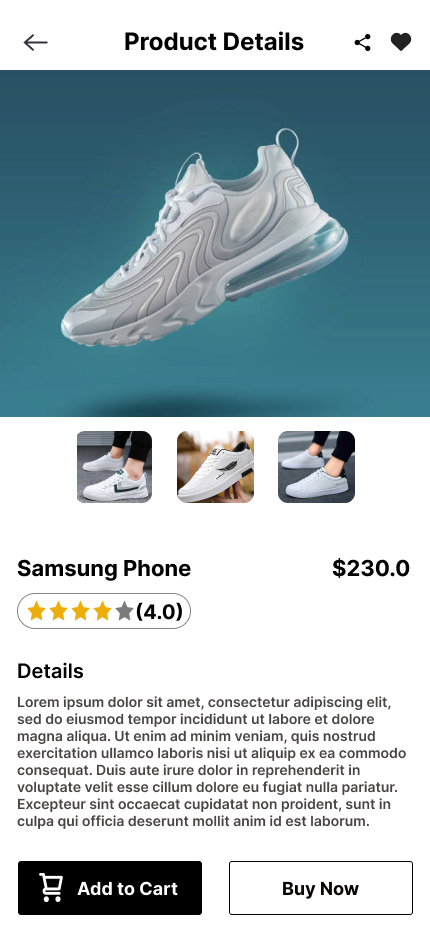 Product Details
Samsung Phone
$230.0
(4.0)
Details
Lorem ipsum dolor sit amet, consectetur adipiscing elit,
sed do eiusmod tempor incididunt ut labore et dolore
magna aliqua. Ut enim ad minim veniam, quis nostrud
exercitation ullamco laboris nisi ut aliquip ex ea commodo
consequat. Duis aute irure dolor in reprehenderit in
voluptate velit esse cillum dolore eu fugiat nulla pariatur.
Excepteur sint occaecat cupidatat non proident, sunt in
culpa qui officia deserunt mollit anim id est laborum.
Add to Cart
Buy Now